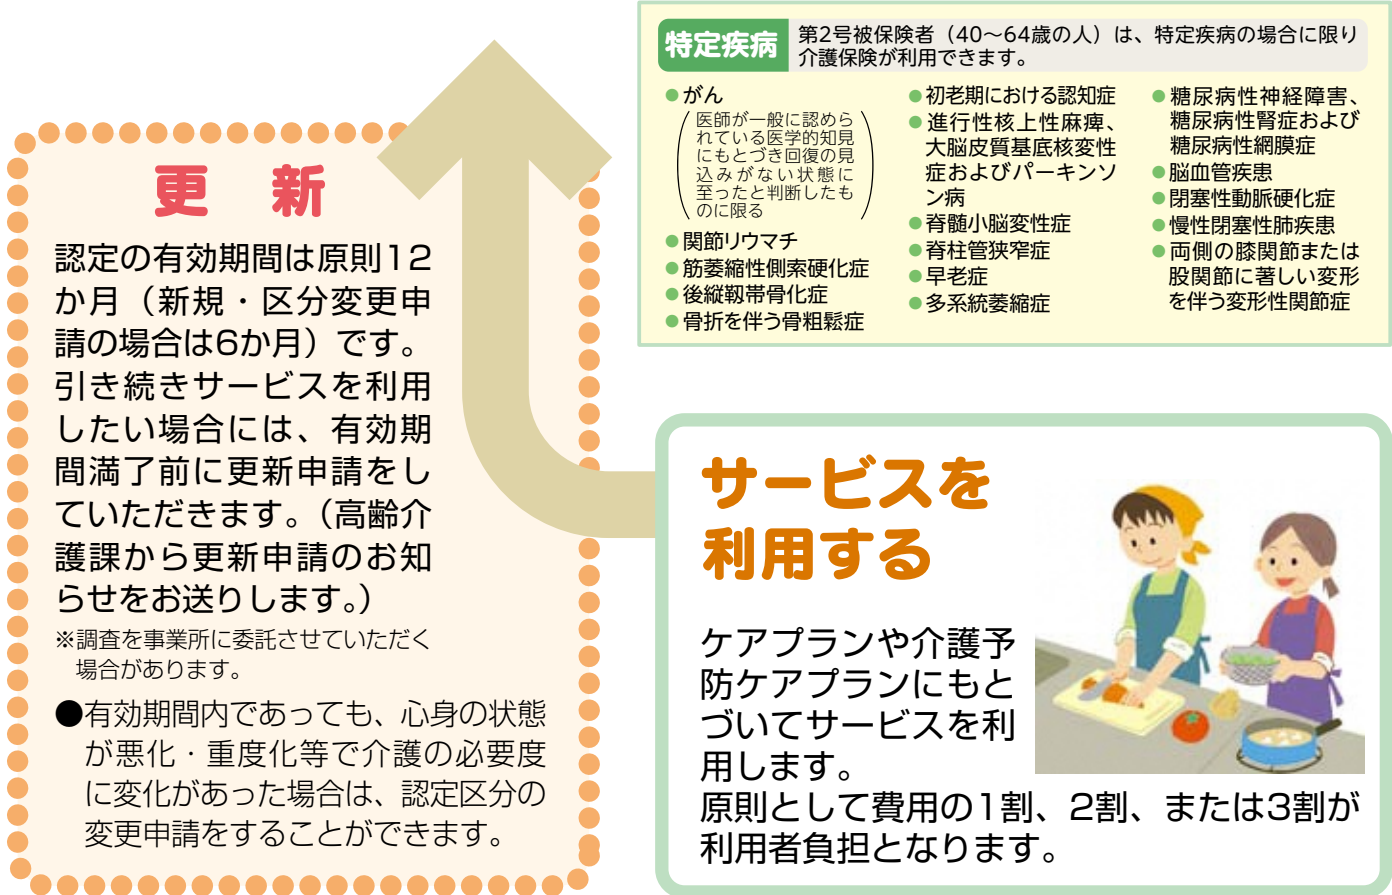 特定疾病
第2号被保険者（40～64歳の人）は、特定疾病の場合に限り
介護保険が利用できます。
●がん
（医師が一般に認めら
れている医学的知見
にもとづき回復の見
込みがない状態に
至ったと判断したも
のに限る）
●関節リウマチ
●筋萎縮性側索硬化症
●後縦靱帯骨化症
●骨折を伴う骨粗鬆症
●初老期における認知症
●進行性核上性麻痺、
大脳皮質基底核変性
症およびパーキンソ
ン病
●脊髄小脳変性症
●脊柱管狭窄症
●早老症
●多系統萎縮症
●糖尿病性神経障害、
糖尿病性腎症および
糖尿病性網膜症
●脳血管疾患
●閉塞性動脈硬化症
●慢性閉塞性肺疾患
●両側の膝関節または
股関節に著しい変形
を伴う変形性関節症
サービスを
利用する
ケアプランや介護予
防ケアプランにもと
づいてサービスを利
用します。
原則として費用の1割、2割、または3割が
利用者負担となります。
更 新
認定の有効期間は原則12
か月（新規・区分変更申
請の場合は6か月）です。
引き続きサービスを利用
したい場合には、有効期
間満了前に更新申請をし
ていただきます。（高齢介
護課から更新申請のお知
らせをお送りします。）
※調査を事業所に委託させていただく
場合があります。
●有効期間内であっても、心身の状態
が悪化・重度化等で介護の必要度
に変化があった場合は、認定区分の
変更申請をすることができます。